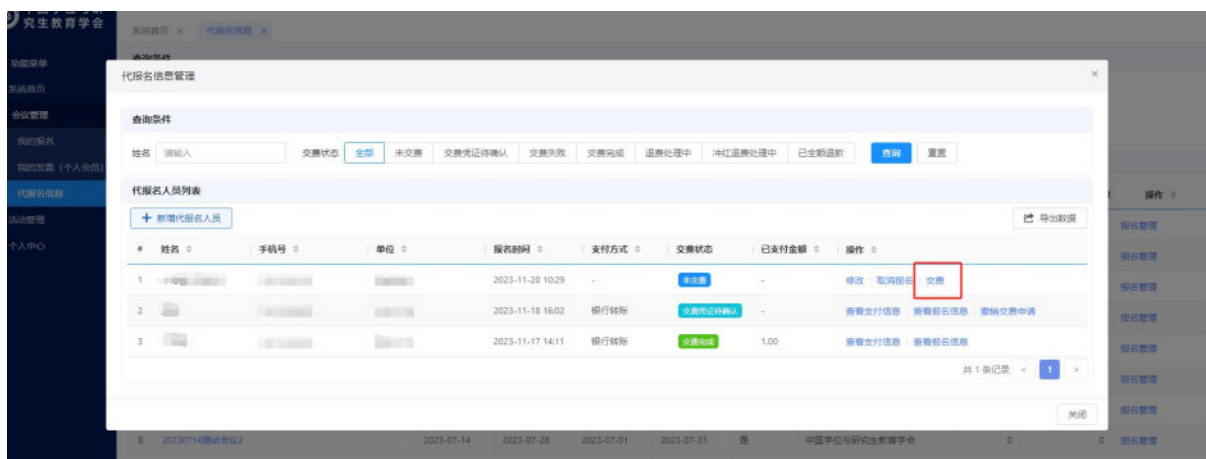 究生教育学会
系统首页 × 代报名信息 ×
功能菜单
系统首页
会议管理
我的报名
我的发票（个人会员）
代报名信息
活动管理
个人中心
查询条件
代报名信息管理 ×
查询条件
姓名 请输入 交费状态 全部 未交费 交费凭证待确认 交费失败 交费完成 退费处理中 冲红退费处理中 已全额退款 查询 重置
代报名人员列表
+ 新增代报名人员 导出数据
# 姓名 手机号 单位 报名时间 支付方式 交费状态 已支付金额 操作
1 2023-11-20 10:29 - 未交费 - 修改 取消报名 交费
2 2023-11-18 16:02 银行转账 交费凭证待确认 - 查看支付信息 查看报名信息 撤销交费申请
3 2023-11-17 14:11 银行转账 交费完成 1.00 查看支付信息 查看报名信息
共 1 条记录 < 1 >
关闭
操作
报名管理
报名管理
报名管理
报名管理
报名管理
报名管理
报名管理
8 20230714测试会议2 2023-07-14 2023-07-28 2023-07-01 2023-07-31 是 中国学位与研究生教育学会 0 0 报名管理